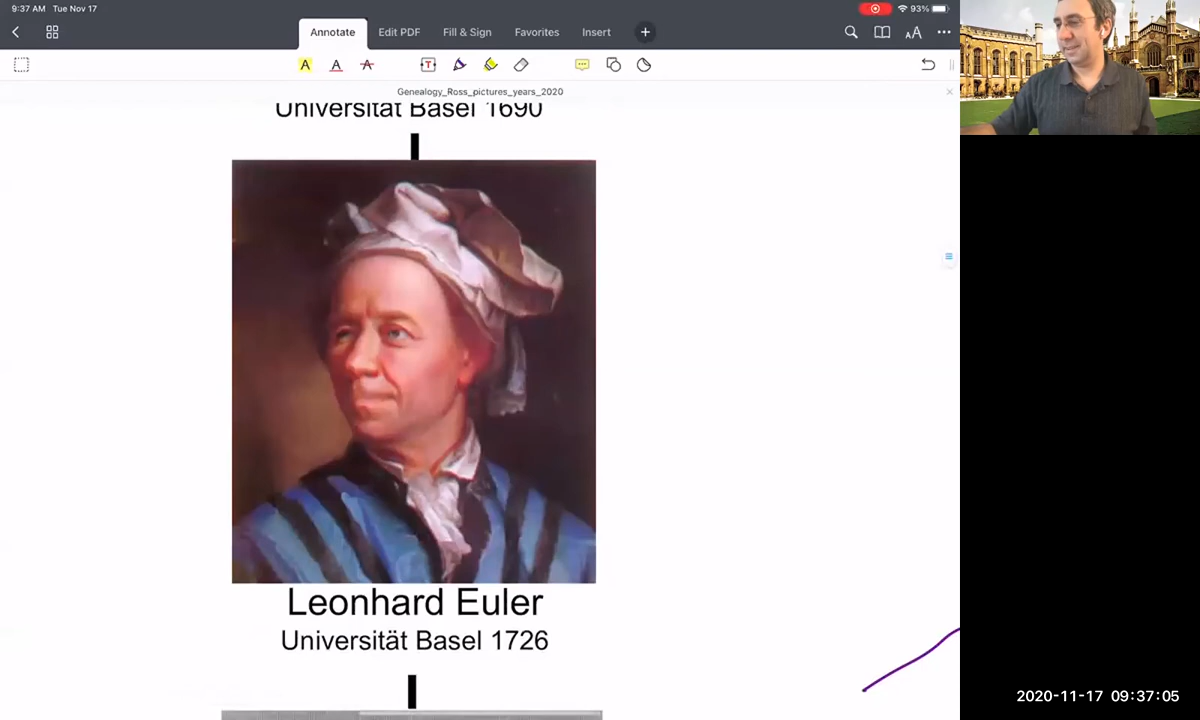 9:37 AM Tue Nov 17
93%
Annotate Edit PDF Fill & Sign Favorites Insert +
AA
A A A T
Genealogy_Ross_pictures_years_2020
Universität Basel 1690
Leonhard Euler
Universität Basel 1726
2020-11-17 09:37:05